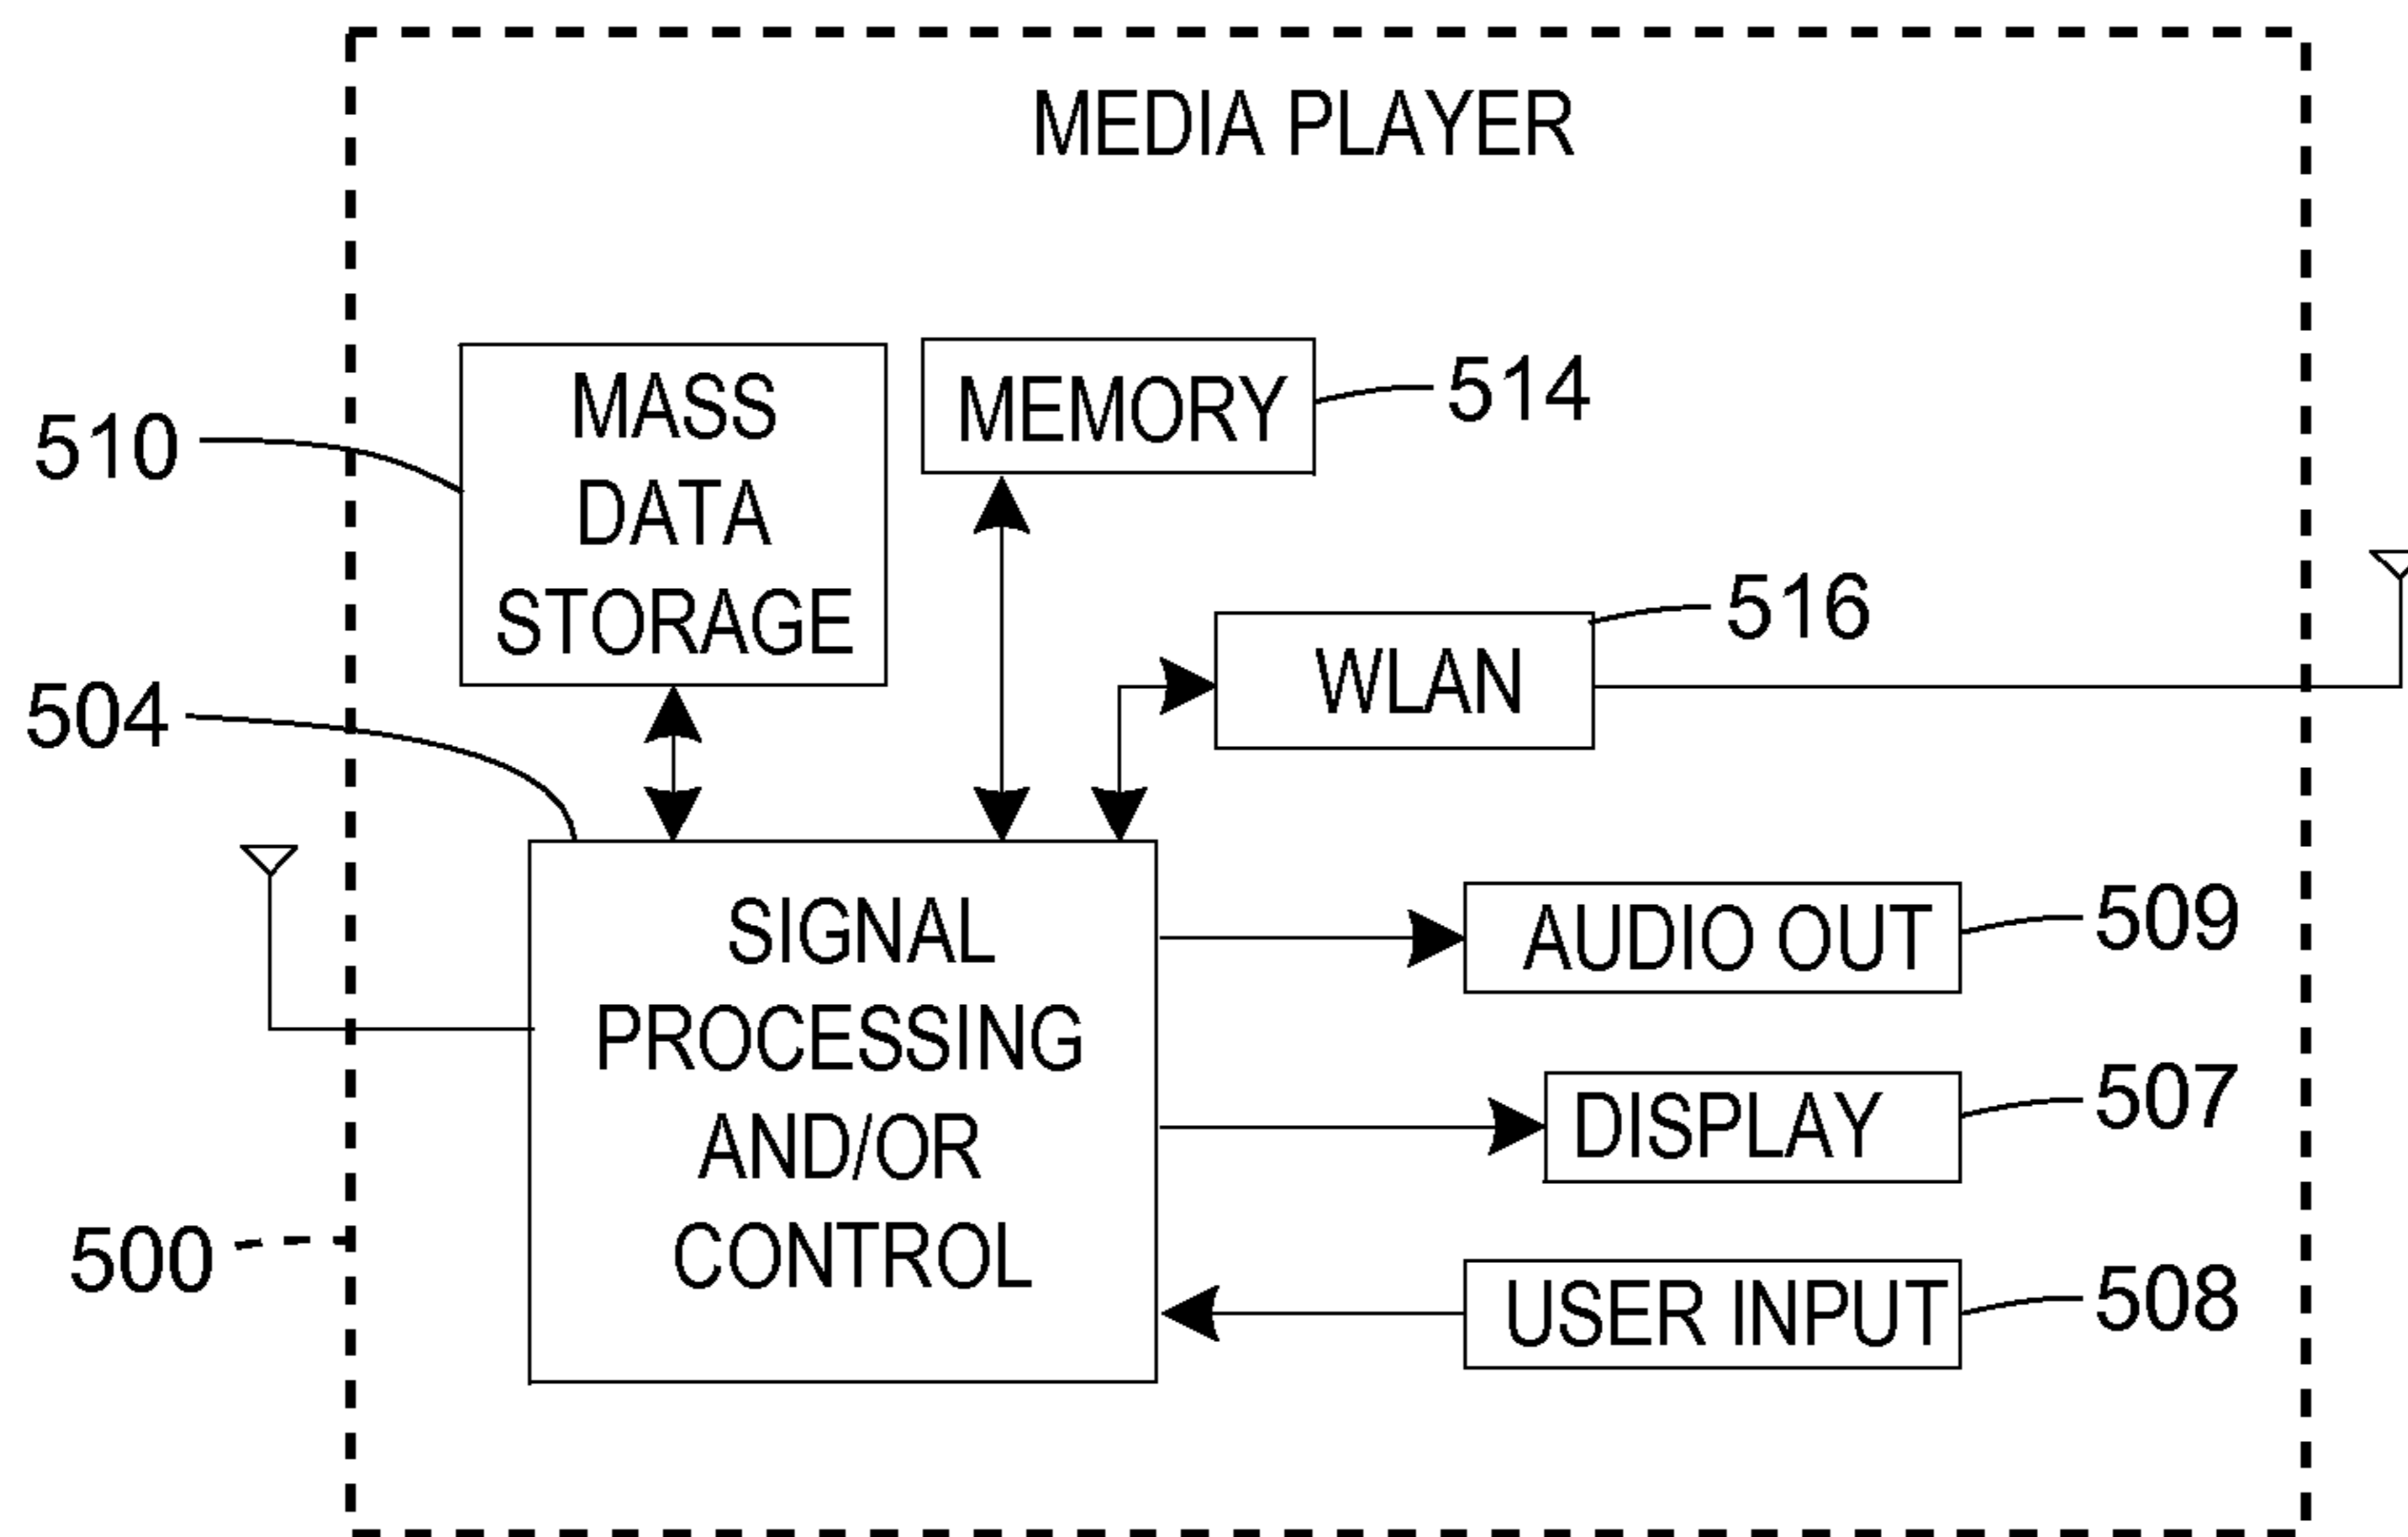 MEDIA PLAYER
510
MASS
DATA
STORAGE
MEMORY
514
WLAN
516
504
SIGNAL
PROCESSING
AND/OR
CONTROL
AUDIO OUT
509
DISPLAY
507
500
USER INPUT
508